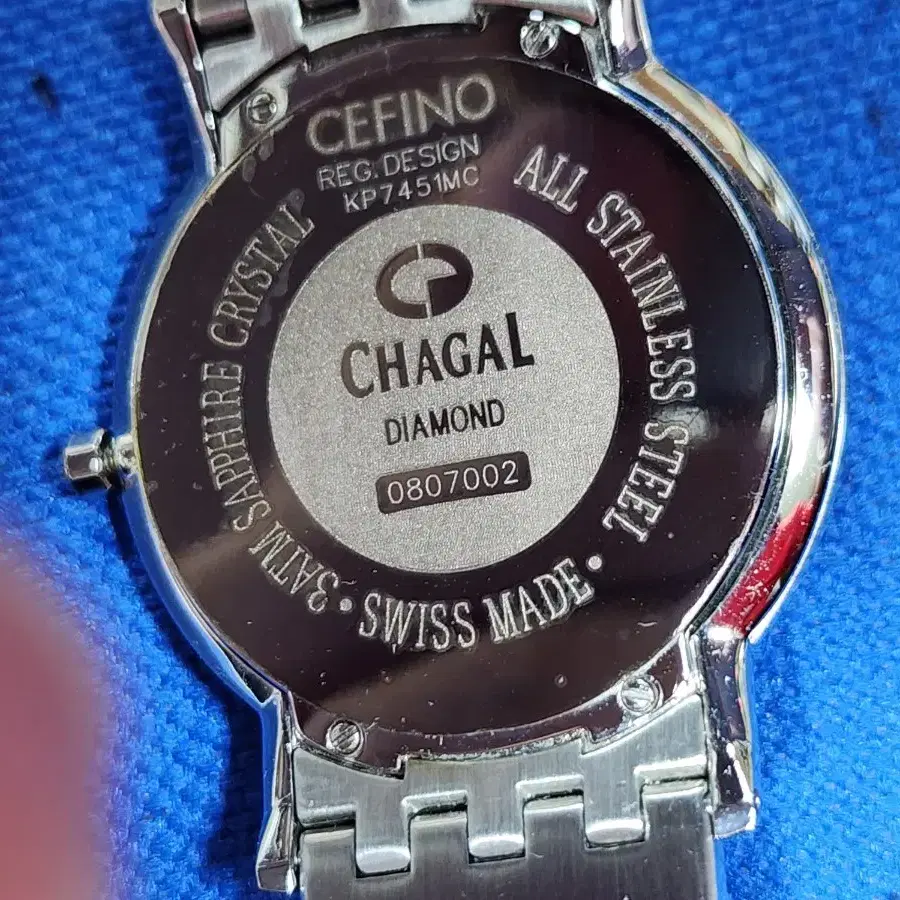 CEFINO
REG. DESIGN
KP7451MC
ALL STAINLESS STEEL
• SWISS MADE •
3ATM SAPPHIRE CRYSTAL
CHAGAL
DIAMOND
0807002